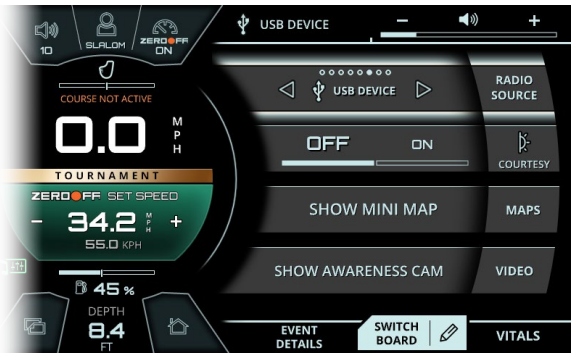 10
SLALOM
ZEROOFF
ON
USB DEVICE
-
+
COURSE NOT ACTIVE
0.0
MPH
TOURNAMENT
ZEROOFF SET SPEED
- 34.2 MPH +
55.0 KPH
45 %
DEPTH
8.4
FT
USB DEVICE
RADIO
SOURCE
OFF
ON
COURTESY
SHOW MINI MAP
MAPS
SHOW AWARENESS CAM
VIDEO
EVENT
DETAILS
SWITCH
BOARD
VITALS